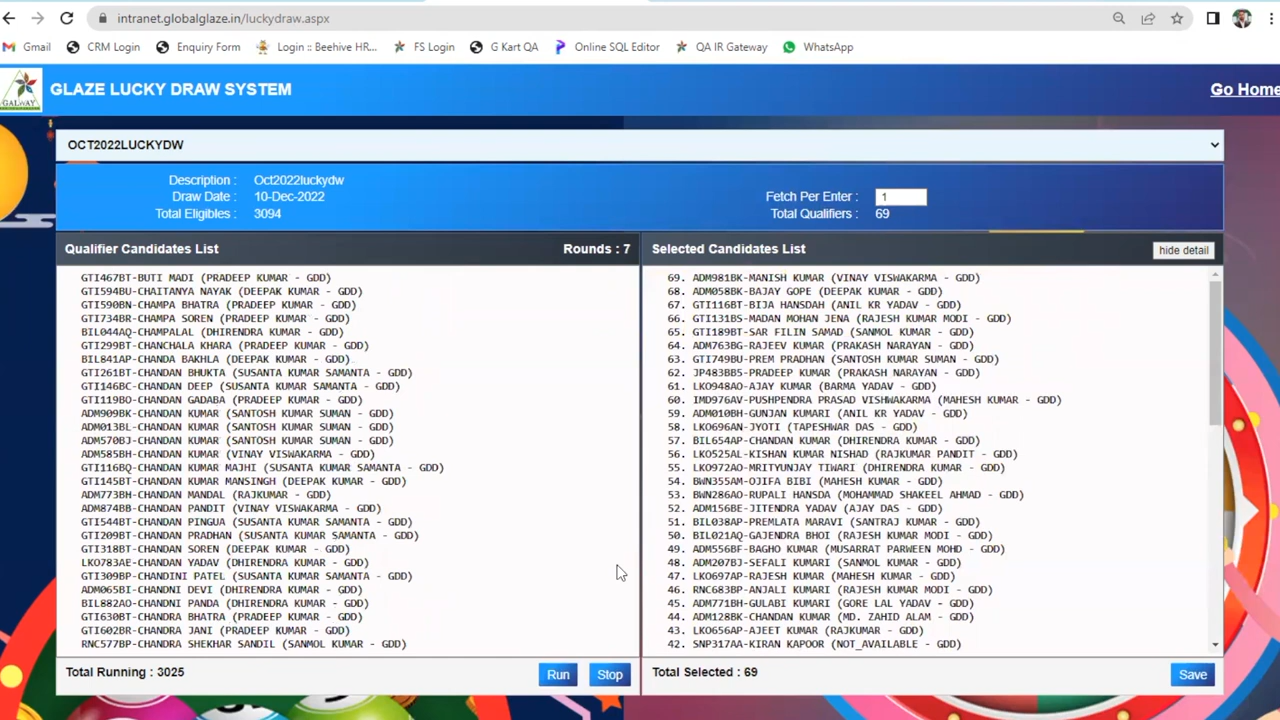 intranet.globalglaze.in/luckydraw.aspx
Gmail CRM Login Enquiry Form Login :: Beehive HR... FS Login G Kart QA Online SQL Editor QA IR Gateway WhatsApp
GALWAY
GLAZE LUCKY DRAW SYSTEM
Go Home
OCT2022LUCKYDW
Description : Oct2022luckydw
Draw Date : 10-Dec-2022
Total Eligibles : 3094
Fetch Per Enter : 1
Total Qualifiers : 69
Qualifier Candidates List
Rounds : 7
GTI467BT-BUTI MADI (PRADEEP KUMAR - GDD)
GTI594BU-CHAITANYA NAYAK (DEEPAK KUMAR - GDD)
GTI590BN-CHAMPA BHATRA (PRADEEP KUMAR - GDD)
GTI734BR-CHAMPA SOREN (PRADEEP KUMAR - GDD)
BIL044AQ-CHAMPALAL (DHIRENDRA KUMAR - GDD)
GTI299BT-CHANCHALA KHARA (PRADEEP KUMAR - GDD)
BIL841AP-CHANDA BAKHLA (DEEPAK KUMAR - GDD)
GTI261BT-CHANDAN BHUKTA (SUSANTA KUMAR SAMANTA - GDD)
GTI146BC-CHANDAN DEEP (SUSANTA KUMAR SAMANTA - GDD)
GTI119BO-CHANDAN GADABA (PRADEEP KUMAR - GDD)
ADM909BK-CHANDAN KUMAR (SANTOSH KUMAR SUMAN - GDD)
ADM013BL-CHANDAN KUMAR (SANTOSH KUMAR SUMAN - GDD)
ADM570BJ-CHANDAN KUMAR (SANTOSH KUMAR SUMAN - GDD)
ADM585BH-CHANDAN KUMAR (VINAY VISWAKARMA - GDD)
GTI116BQ-CHANDAN KUMAR MAJHI (SUSANTA KUMAR SAMANTA - GDD)
GTI145BT-CHANDAN KUMAR MANSINGH (DEEPAK KUMAR - GDD)
ADM773BH-CHANDAN MANDAL (RAJKUMAR - GDD)
ADM874BB-CHANDAN PANDIT (VINAY VISWAKARMA - GDD)
GTI544BT-CHANDAN PINGUA (SUSANTA KUMAR SAMANTA - GDD)
GTI209BT-CHANDAN PRADHAN (SUSANTA KUMAR SAMANTA - GDD)
GTI318BT-CHANDAN SOREN (DEEPAK KUMAR - GDD)
LKO783AE-CHANDAN YADAV (DHIRENDRA KUMAR - GDD)
GTI309BP-CHANDINI PATEL (SUSANTA KUMAR SAMANTA - GDD)
ADM065BI-CHANDNI DEVI (DHIRENDRA KUMAR - GDD)
BIL882AO-CHANDNI PANDA (DHIRENDRA KUMAR - GDD)
GTI630BT-CHANDRA BHATRA (PRADEEP KUMAR - GDD)
GTI602BR-CHANDRA JANI (PRADEEP KUMAR - GDD)
RNC577BP-CHANDRA SHEKHAR SANDIL (SANMOL KUMAR - GDD)
Total Running : 3025
Run Stop
Selected Candidates List
hide detail
69. ADM981BK-MANISH KUMAR (VINAY VISWAKARMA - GDD)
68. ADM058BK-BAJAY GOPE (DEEPAK KUMAR - GDD)
67. GTI116BT-BIJA HANSDAH (ANIL KR YADAV - GDD)
66. GTI131BS-MADAN MOHAN JENA (RAJESH KUMAR MODI - GDD)
65. GTI189BT-SAR FILIN SAMAD (SANMOL KUMAR - GDD)
64. ADM763BG-RAJEEV KUMAR (PRAKASH NARAYAN - GDD)
63. GTI749BU-PREM PRADHAN (SANTOSH KUMAR SUMAN - GDD)
62. JP483BB5-PRADEEP KUMAR (PRAKASH NARAYAN - GDD)
61. LKO948AO-AJAY KUMAR (BARMA YADAV - GDD)
60. IMD976AV-PUSHPENDRA PRASAD VISHWAKARMA (MAHESH KUMAR - GDD)
59. ADM010BH-GUNJAN KUMARI (ANIL KR YADAV - GDD)
58. LKO696AN-JYOTI (TAPESHWAR DAS - GDD)
57. BIL654AP-CHANDAN KUMAR (DHIRENDRA KUMAR - GDD)
56. LKO525AL-KISHAN KUMAR NISHAD (RAJKUMAR PANDIT - GDD)
55. LKO972AO-MRITYUNJAY TIWARI (DHIRENDRA KUMAR - GDD)
54. BWN355AM-OJIFA BIBI (MAHESH KUMAR - GDD)
53. BWN286AO-RUPALI HANSDA (MOHAMMAD SHAKEEL AHMAD - GDD)
52. ADM156BE-JITENDRA YADAV (AJAY DAS - GDD)
51. BIL038AP-PREMLATA MARAVI (SANTRAJ KUMAR - GDD)
50. BIL021AQ-GAJENDRA BHOI (RAJESH KUMAR MODI - GDD)
49. ADM556BF-BAGHO KUMAR (MUSARRAT PARWEEN MOHD - GDD)
48. ADM207BJ-SEFALI KUMARI (SANMOL KUMAR - GDD)
47. LKO697AP-RAJESH KUMAR (MAHESH KUMAR - GDD)
46. RNC683BP-ANJALI KUMARI (RAJESH KUMAR MODI - GDD)
45. ADM771BH-GULABI KUMARI (GORE LAL YADAV - GDD)
44. ADM128BK-CHANDAN KUMAR (MD. ZAHID ALAM - GDD)
43. LKO656AP-AJEET KUMAR (RAJKUMAR - GDD)
42. SNP317AA-KIRAN KAPOOR (NOT_AVAILABLE - GDD)
Total Selected : 69
Save